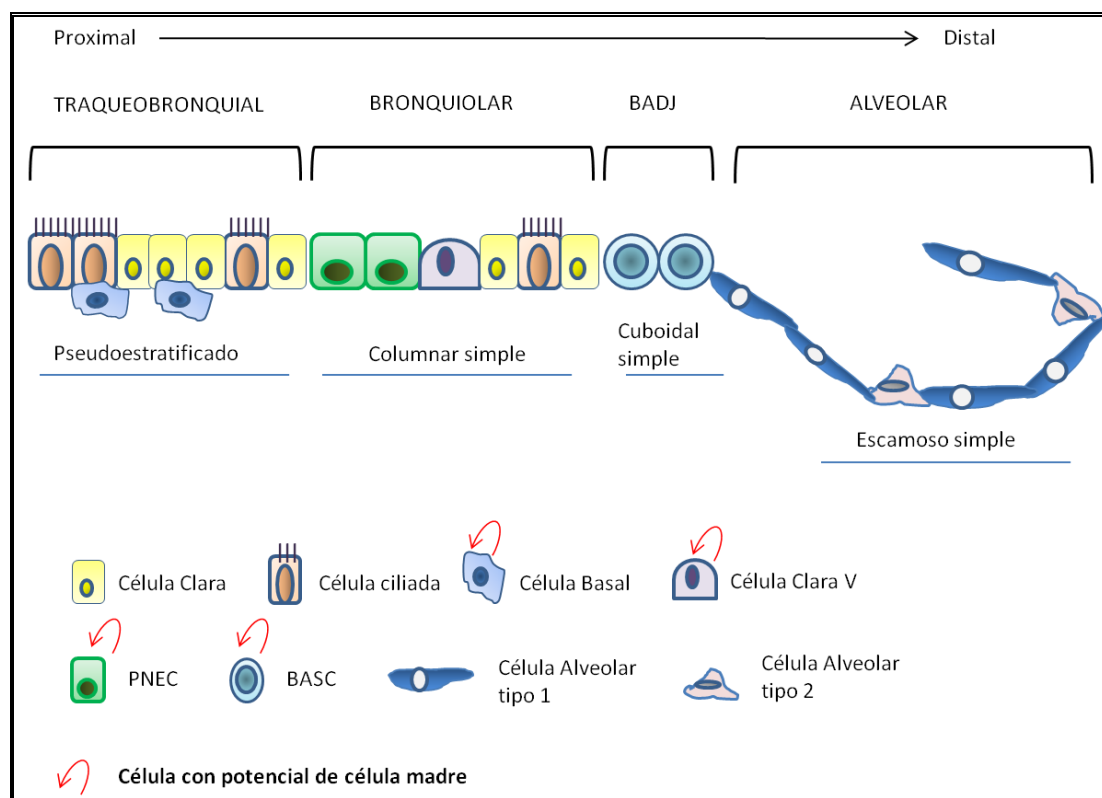 Proximal
Distal
TRAQUEOBRONQUIAL
BRONQUIOLAR
BADJ
ALVEOLAR
Pseudoestratificado
Columnar simple
Cuboidal
simple
Escamoso simple
Célula Clara
Célula ciliada
Célula Basal
Célula Clara V
PNEC
BASC
Célula Alveolar
tipo 1
Célula Alveolar
tipo 2
Célula con potencial de célula madre